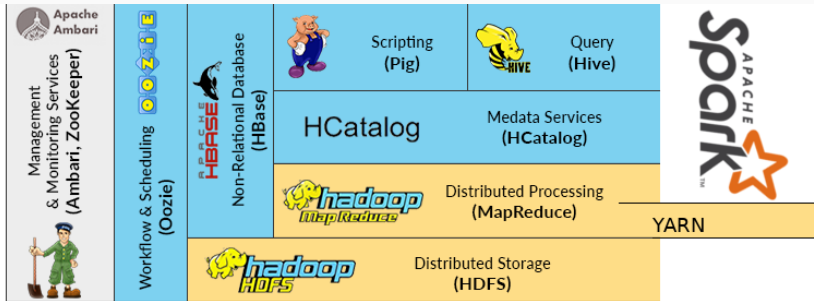 Apache
Ambari
Management
& Monitoring Services
(Ambari, ZooKeeper)
OOZIE
Workflow & Scheduling
(Oozie)
APACHE
HBASE
Non-Relational Database
(HBase)
Scripting
(Pig)
HIVE
Query
(Hive)
HCatalog
Medata Services
(HCatalog)
hadoop
Map Reduce
Distributed Processing
(MapReduce)
hadoop
HDFS
Distributed Storage
(HDFS)
APACHE
Spark
TM
YARN